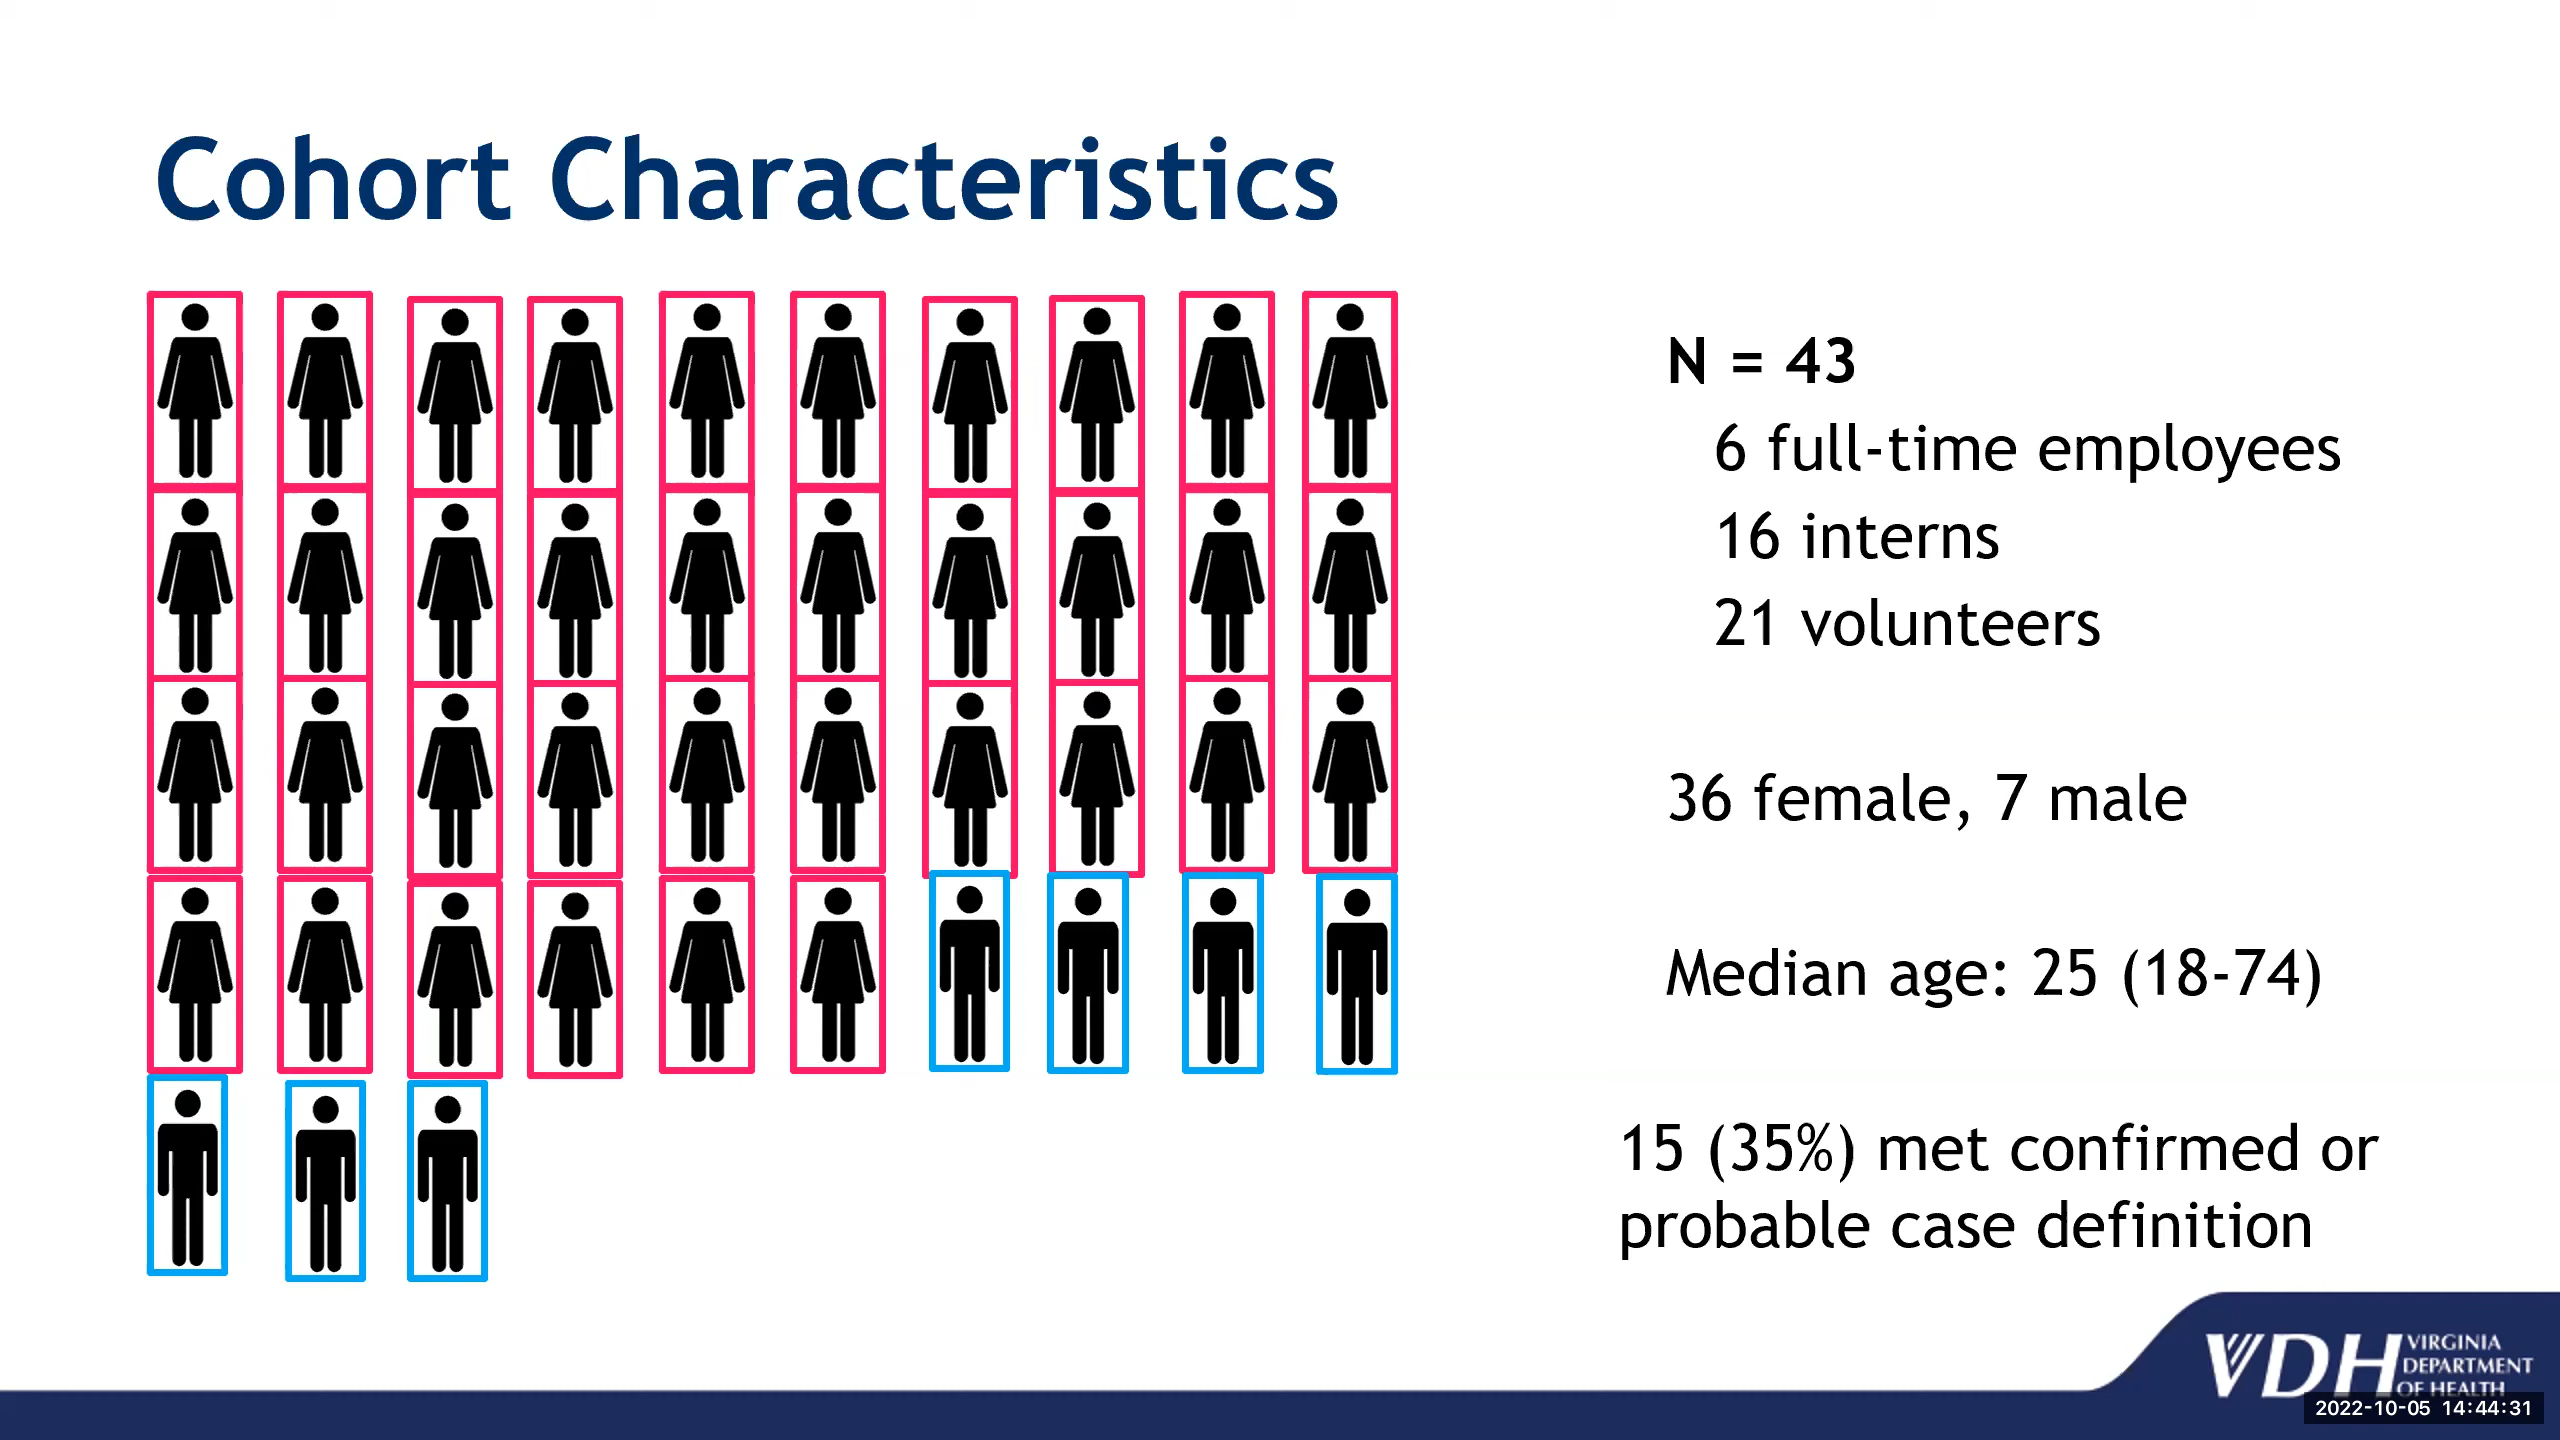 Cohort Characteristics
N = 43
6 full-time employees
16 interns
21 volunteers
36 female, 7 male
Median age: 25 (18-74)
15 (35%) met confirmed or
probable case definition
VDH VIRGINIA
DEPARTMENT
OF HEALTH
2022-10-05 14:44:31